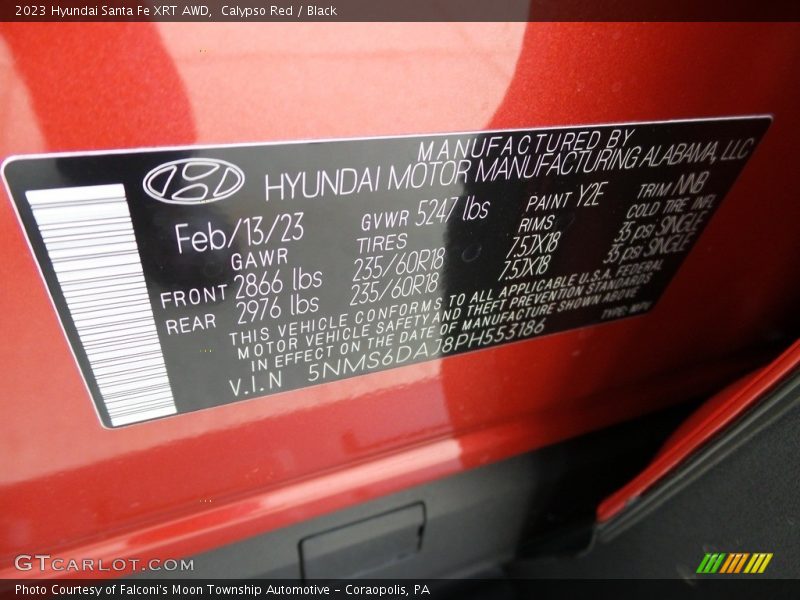 2023 Hyundai Santa Fe XRT AWD, Calypso Red / Black
MANUFACTURED BY
HYUNDAI MOTOR MANUFACTURING ALABAMA, LLC
Feb/13/23 GVWR 5247 lbs PAINT Y2E TRIM NNB
GAWR TIRES RIMS COLD TIRE INFL
FRONT 2866 lbs 235/60R18 7.5JX18 35 psi SINGLE
REAR 2976 lbs 235/60R18 7.5JX18 35 psi SINGLE
THIS VEHICLE CONFORMS TO ALL APPLICABLE U.S.A. FEDERAL
MOTOR VEHICLE SAFETY AND THEFT PREVENTION STANDARDS
IN EFFECT ON THE DATE OF MANUFACTURE SHOWN ABOVE
V.I.N 5NMS6DAJ8PH553186 TYPE: MPV
GTCARLOT.COM
Photo Courtesy of Falconi's Moon Township Automotive - Coraopolis, PA